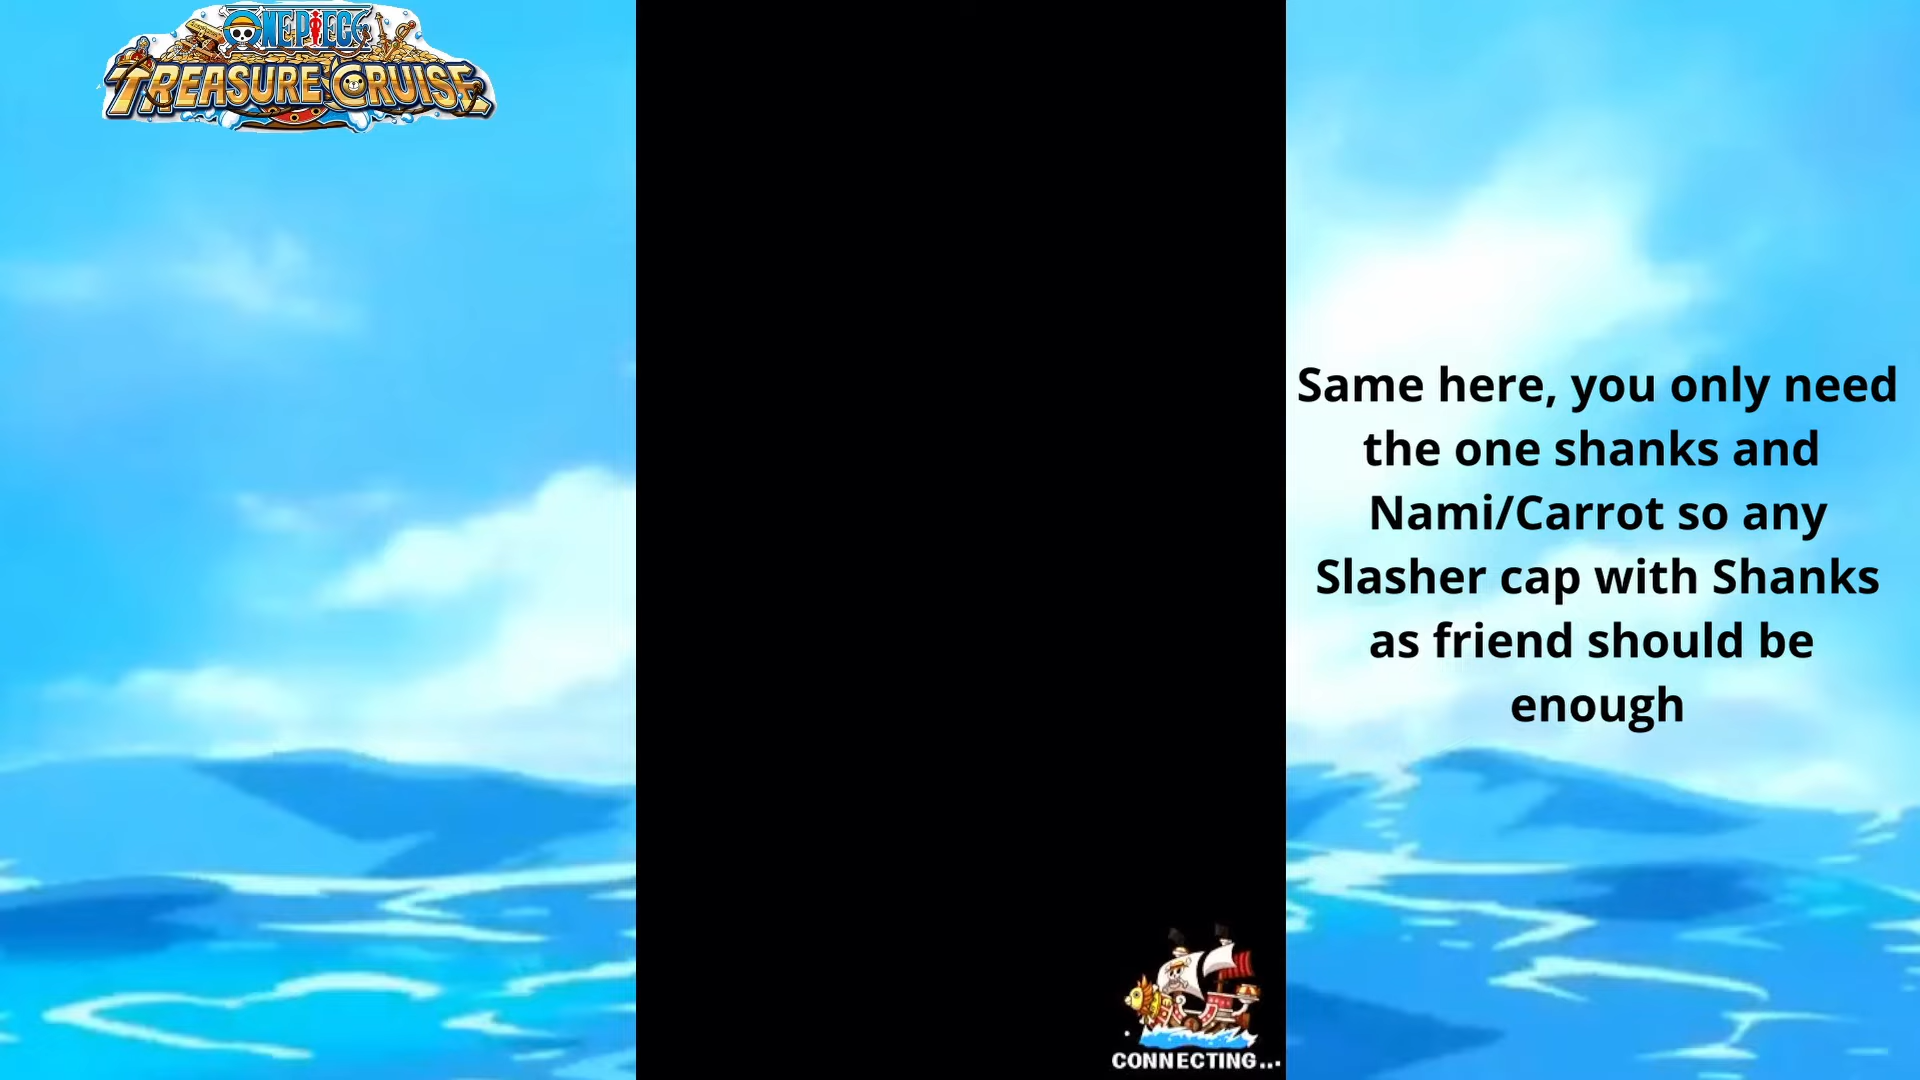 ONE PIECE
TREASURE CRUISE
Same here, you only need
the one shanks and
Nami/Carrot so any
Slasher cap with Shanks
as friend should be
enough
CONNECTING...